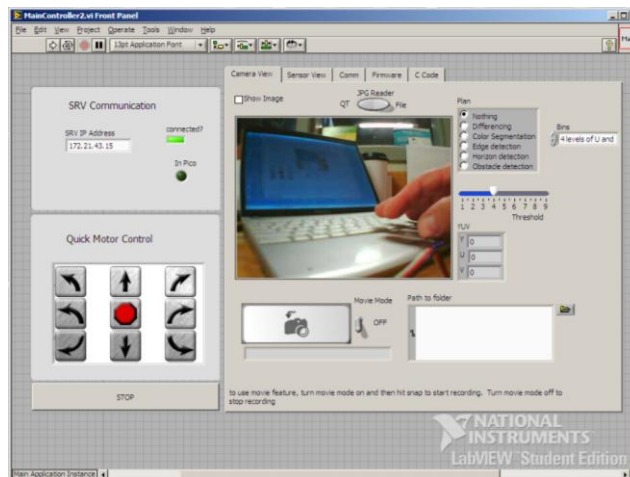 MainController2.vi Front Panel
File Edit View Project Operate Tools Window Help
13pt Application Font
Camera View Sensor View Comm Firmware C Code
SRV Communication
SRV IP Address
172.21.43.15
connected?
In Pico
Show Image
JPG Reader
QT File
Plan
Nothing
Differencing
Color Segmentation
Edge detection
Horizon detection
Obstacle detection
Bins
4 levels of U and
1 2 3 4 5 6 7 8 9
Threshold
YUV
Y 0
U 0
V 0
Quick Motor Control
Movie Mode
OFF
Path to folder
STOP
to use movie feature, turn movie mode on and then hit snap to start recording. Turn movie mode off to
stop recording
NATIONAL
INSTRUMENTS
LabVIEW Student Edition
Main Application Instance